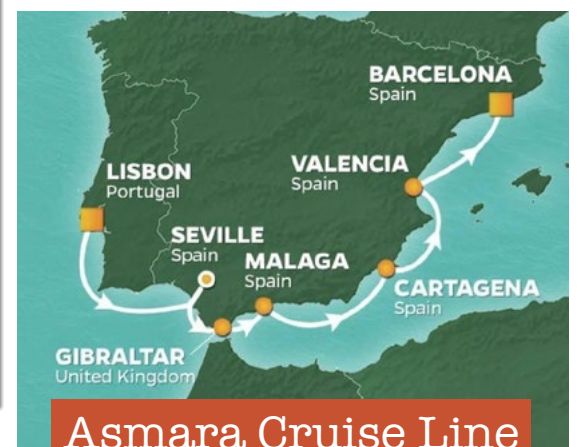 BARCELONA
Spain
LISBON
Portugal
VALENCIA
Spain
SEVILLE
Spain
MALAGA
Spain
CARTAGENA
Spain
GIBRALTAR
United Kingdom
Asmara Cruise Line